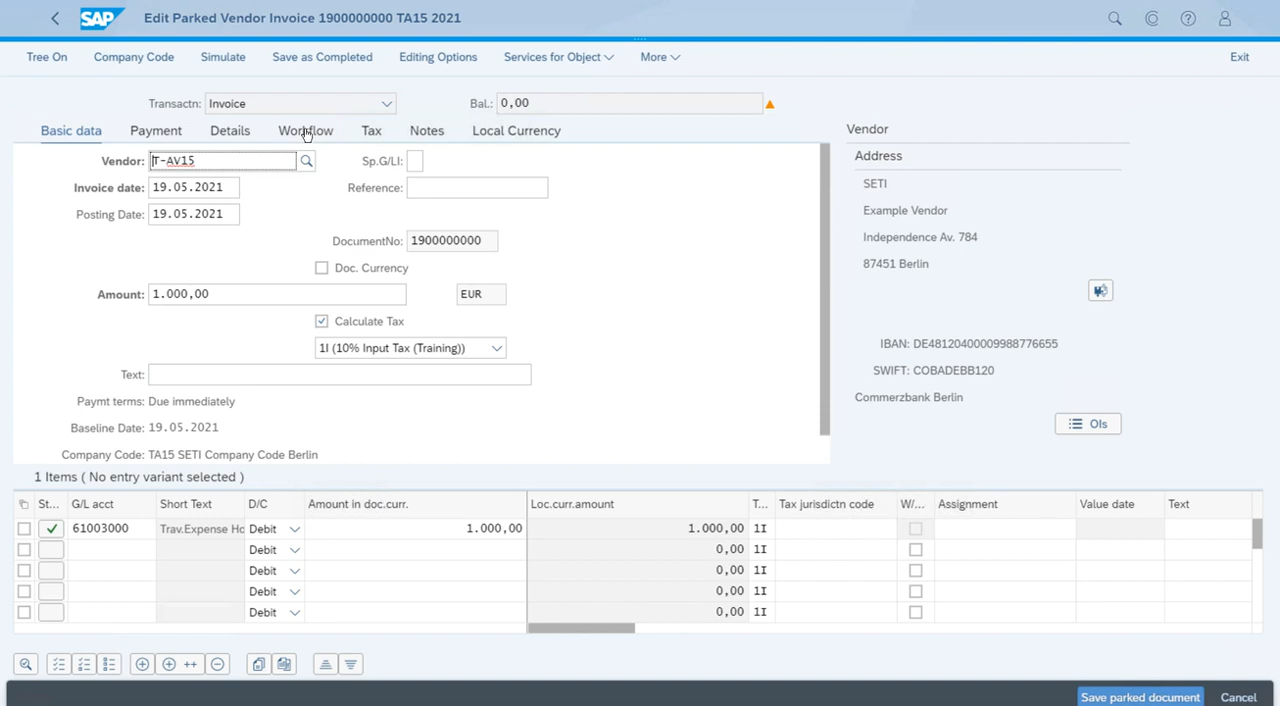 SAP Edit Parked Vendor Invoice 1900000000 TA15 2021
Tree On Company Code Simulate Save as Completed Editing Options Services for Object More Exit
Transactn: Invoice Bal.: 0,00
Basic data Payment Details Workflow Tax Notes Local Currency
Vendor: T-AV15 Sp.G/LI:
Invoice date: 19.05.2021 Reference:
Posting Date: 19.05.2021
DocumentNo: 1900000000
Doc. Currency
Amount: 1.000,00 EUR
Calculate Tax
1I (10% Input Tax (Training))
Text:
Paymt terms: Due immediately
Baseline Date: 19.05.2021
Company Code: TA15 SETI Company Code Berlin
Vendor
Address
SETI
Example Vendor
Independence Av. 784
87451 Berlin
IBAN: DE48120400009988776655
SWIFT: COBADEBB120
Commerzbank Berlin
OIs
1 Items ( No entry variant selected )
St... G/L acct Short Text D/C Amount in doc.curr. Loc.curr.amount T... Tax jurisdictn code W/... Assignment Value date Text
61003000 Trav.Expense Ho Debit 1.000,00 1.000,00 1I
Debit 0,00 1I
Debit 0,00 1I
Debit 0,00 1I
Debit 0,00 1I
Save parked document Cancel